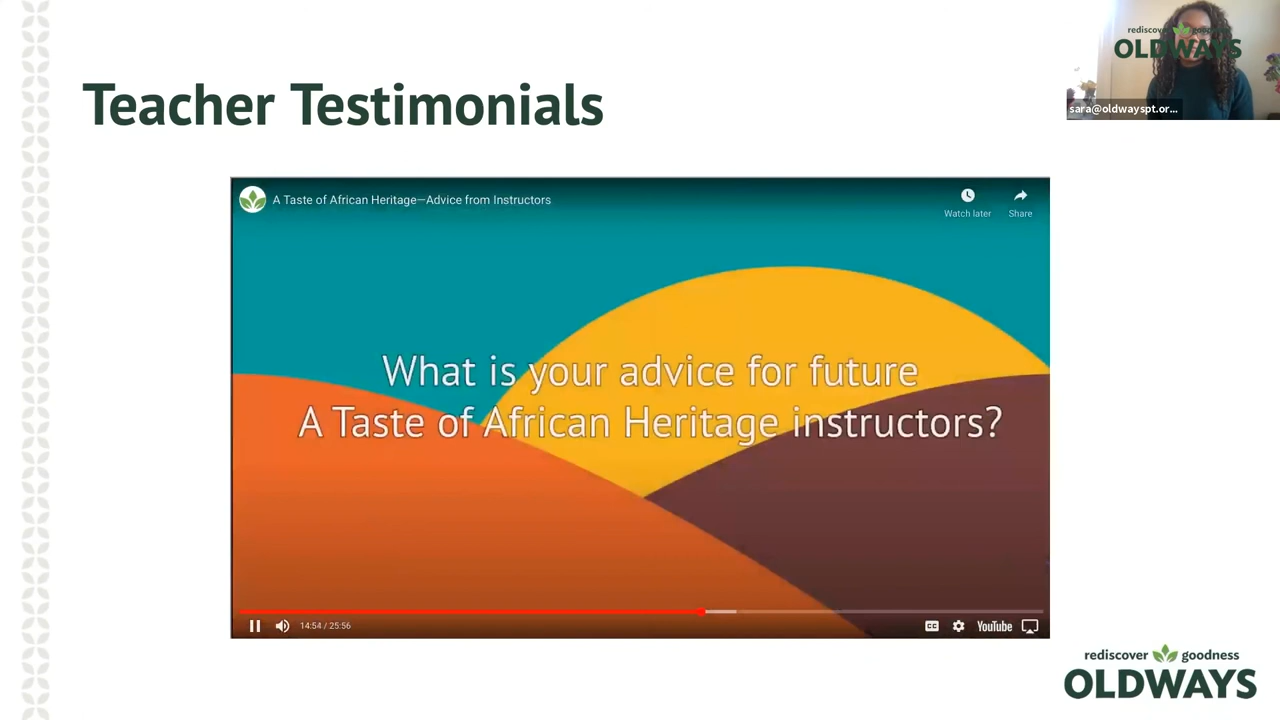 rediscover goodness
OLDWAYS
sara@oldwayspt.or...
Teacher Testimonials
A Taste of African Heritage—Advice from Instructors
Watch later
Share
What is your advice for future
A Taste of African Heritage instructors?
14:54 / 25:56
CC
YouTube
rediscover goodness
OLDWAYS